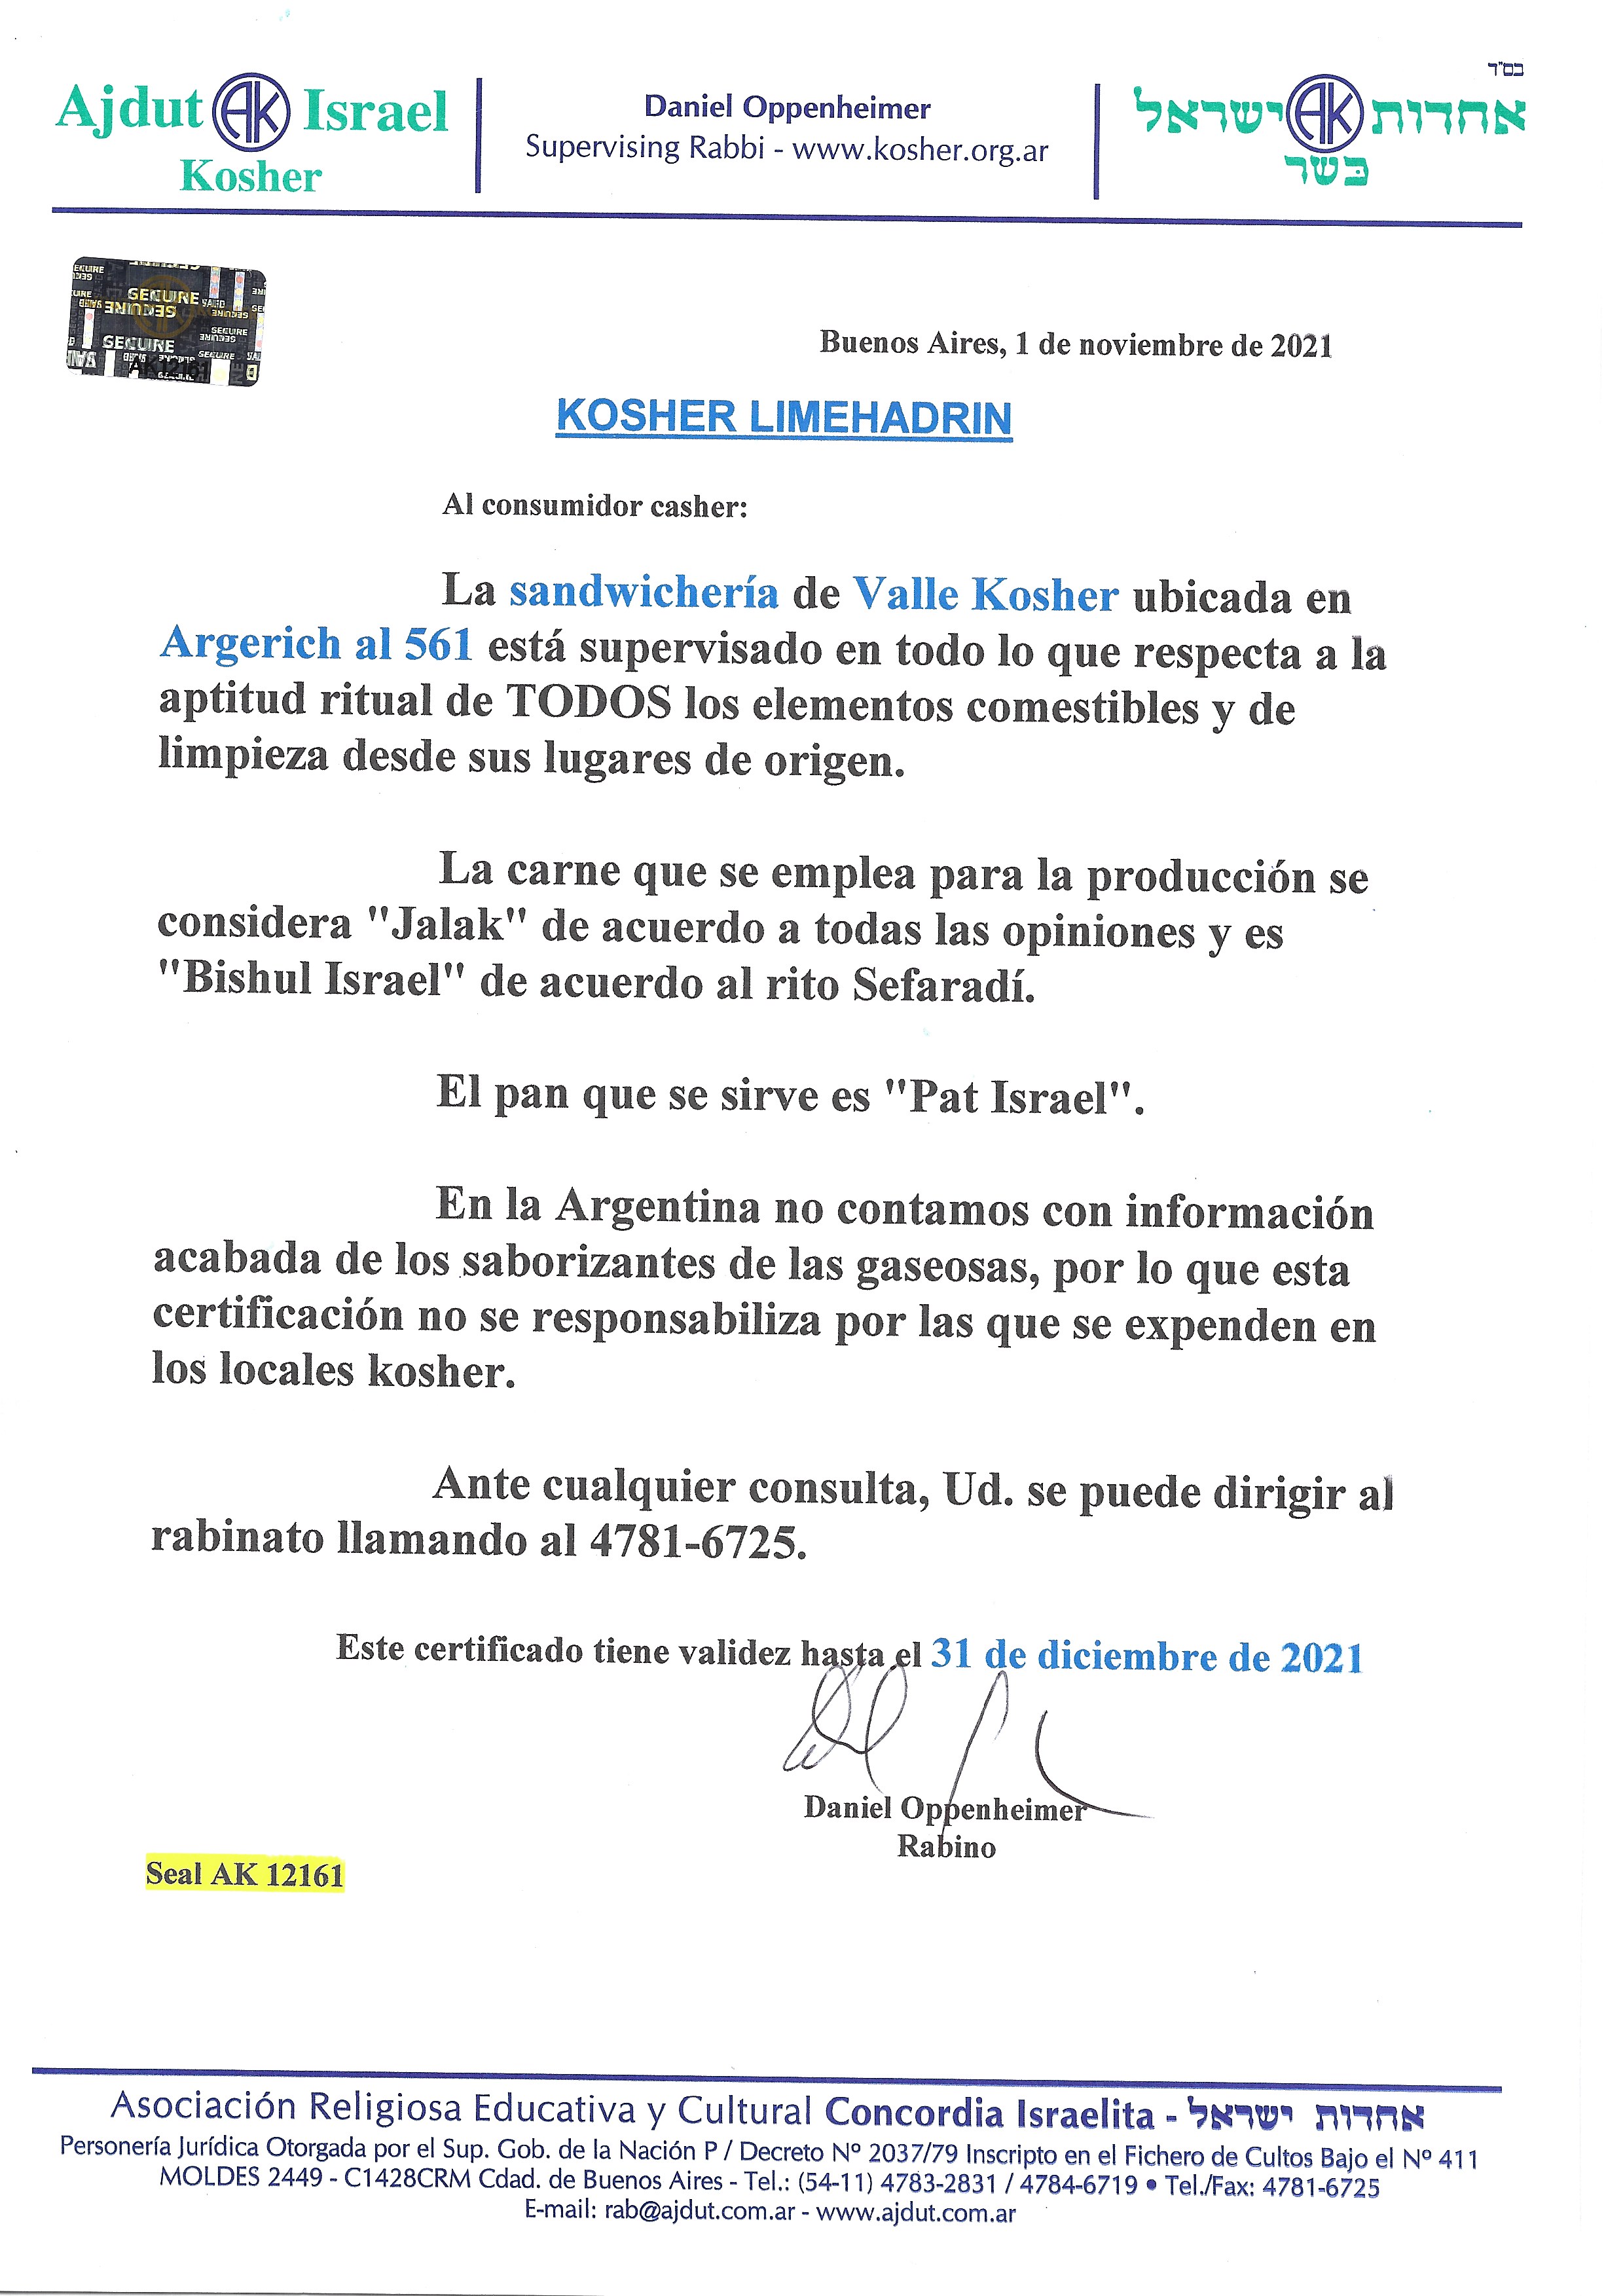 בס"ד
Ajdut AK Israel
Kosher
Daniel Oppenheimer
Supervising Rabbi - www.kosher.org.ar
אחדות AK ישראל
כשר
SECURE
SECURE
SECURE
AK12161
Buenos Aires, 1 de noviembre de 2021
KOSHER LIMEHADRIN
Al consumidor casher:
La sandwichería de Valle Kosher ubicada en
Argerich al 561 está supervisado en todo lo que respecta a la
aptitud ritual de TODOS los elementos comestibles y de
limpieza desde sus lugares de origen.
La carne que se emplea para la producción se
considera "Jalak" de acuerdo a todas las opiniones y es
"Bishul Israel" de acuerdo al rito Sefaradí.
El pan que se sirve es "Pat Israel".
En la Argentina no contamos con información
acabada de los saborizantes de las gaseosas, por lo que esta
certificación no se responsabiliza por las que se expenden en
los locales kosher.
Ante cualquier consulta, Ud. se puede dirigir al
rabinato llamando al 4781-6725.
Este certificado tiene validez hasta el 31 de diciembre de 2021
Daniel Oppenheimer
Rabino
Seal AK 12161
Asociación Religiosa Educativa y Cultural Concordia Israelita - אחדות ישראל
Personería Jurídica Otorgada por el Sup. Gob. de la Nación P / Decreto Nº 2037/79 Inscripto en el Fichero de Cultos Bajo el Nº 411
MOLDES 2449 - C1428CRM Cdad. de Buenos Aires - Tel.: (54-11) 4783-2831 / 4784-6719 • Tel./Fax: 4781-6725
E-mail: rab@ajdut.com.ar - www.ajdut.com.ar